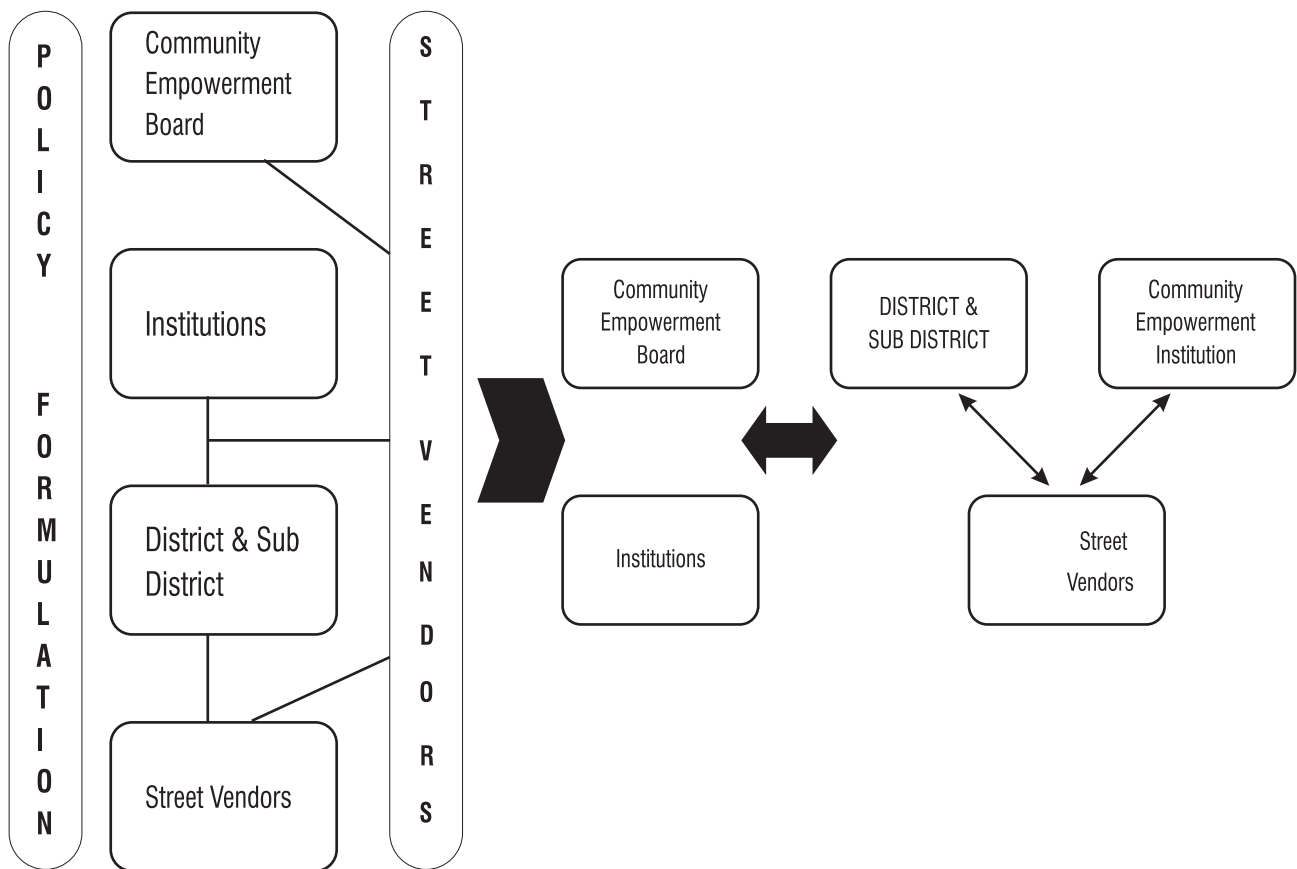 POLICY FORMULATION
Community
Empowerment
Board
Institutions
District & Sub
District
Street Vendors
STREET VENDORS
Community
Empowerment
Board
Institutions
DISTRICT &
SUB DISTRICT
Community
Empowerment
Institution
Street
Vendors